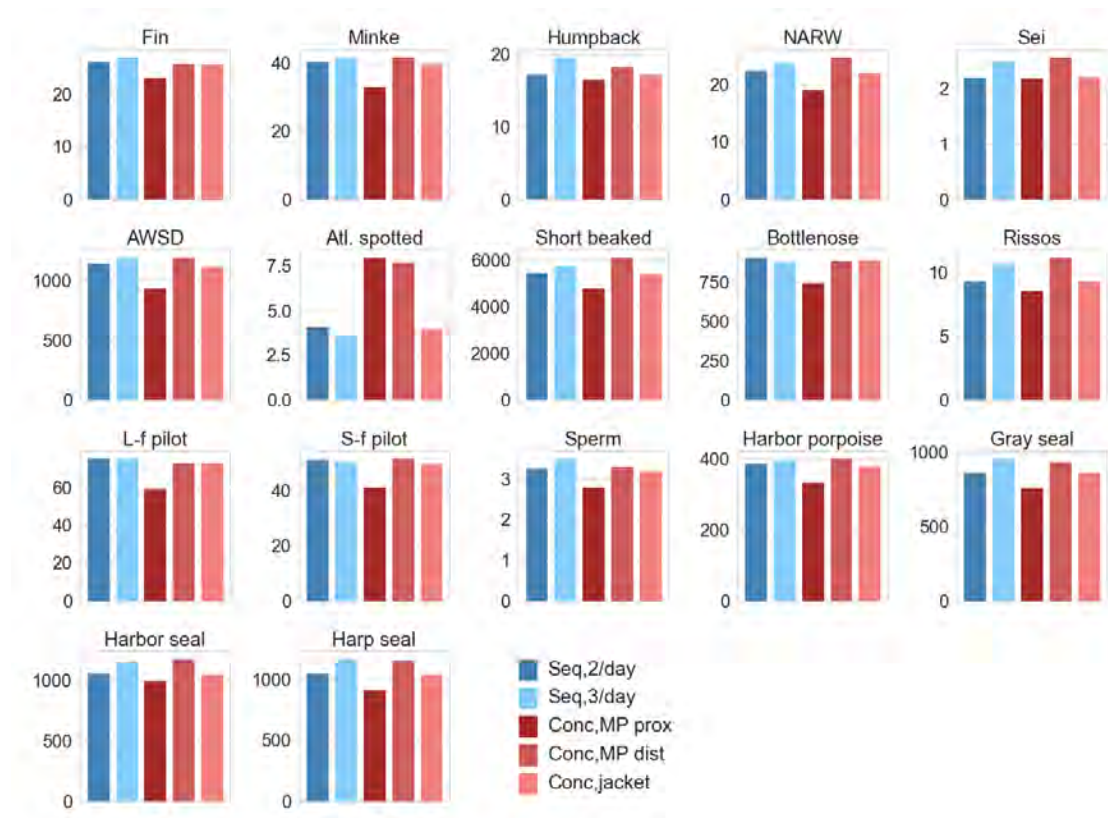 Fin Minke Humpback NARW Sei
20 10 0
40 20 0
20 10 0
20 10 0
2 1 0
AWSD Atl. spotted Short beaked Bottlenose Rissos
1000 500 0
7.5 5.0 2.5 0.0
6000 4000 2000 0
750 500 250 0
10 5 0
L-f pilot S-f pilot Sperm Harbor porpoise Gray seal
60 40 20 0
40 20 0
3 2 1 0
400 200 0
1000 500 0
Harbor seal Harp seal
1000 500 0
1000 500 0
Seq,2/day
Seq,3/day
Conc,MP prox
Conc,MP dist
Conc,jacket